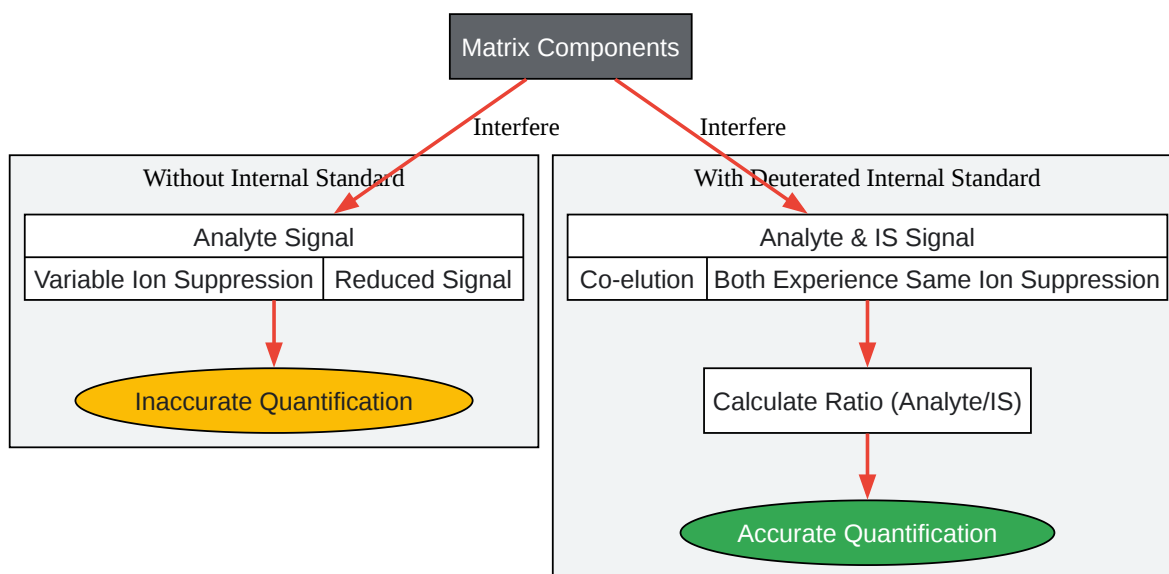 Matrix Components
Interfere
Interfere
Without Internal Standard
Analyte Signal
Variable Ion Suppression
Reduced Signal
Inaccurate Quantification
With Deuterated Internal Standard
Analyte & IS Signal
Co-elution
Both Experience Same Ion Suppression
Calculate Ratio (Analyte/IS)
Accurate Quantification